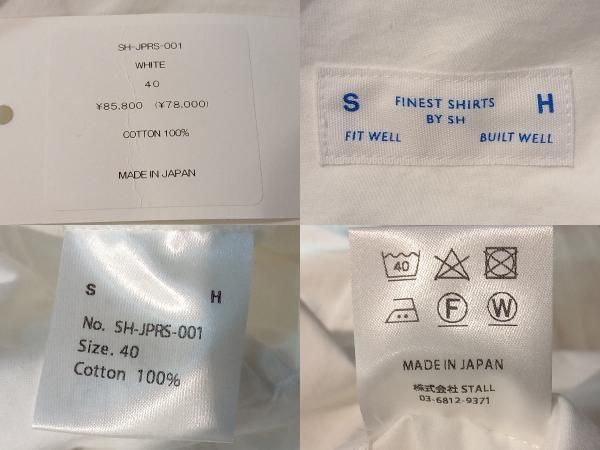 SH-JPRS-001
WHITE
40
¥85,800 (¥78,000)
COTTON 100%
MADE IN JAPAN
S FINEST SHIRTS H
BY SH
FIT WELL BUILT WELL
S H
No. SH-JPRS-001
Size. 40
Cotton 100%
40
F W
MADE IN JAPAN
株式会社 STALL
03-6812-9371